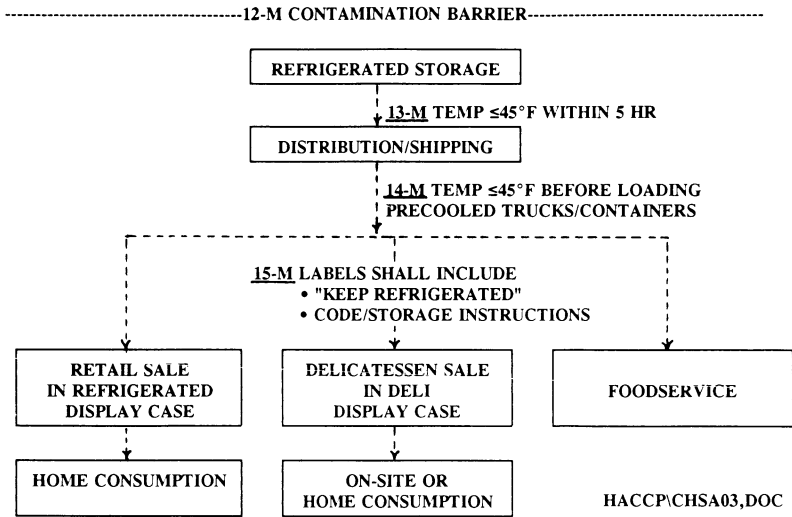 12-M CONTAMINATION BARRIER
REFRIGERATED STORAGE
13-M TEMP ≤45°F WITHIN 5 HR
DISTRIBUTION/SHIPPING
14-M TEMP ≤45°F BEFORE LOADING
PRECOOLED TRUCKS/CONTAINERS
15-M LABELS SHALL INCLUDE
• "KEEP REFRIGERATED"
• CODE/STORAGE INSTRUCTIONS
RETAIL SALE
IN REFRIGERATED
DISPLAY CASE
DELICATESSEN SALE
IN DELI
DISPLAY CASE
FOODSERVICE
HOME CONSUMPTION
ON-SITE OR
HOME CONSUMPTION
HACCP\CHSA03,DOC